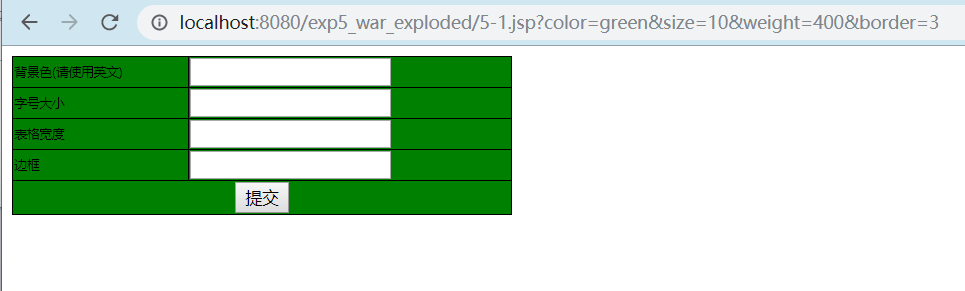 localhost:8080/exp5_war_exploded/5-1.jsp?color=green&size=10&weight=400&border=3
背景色(请使用英文)
字号大小
表格宽度
边框
提交